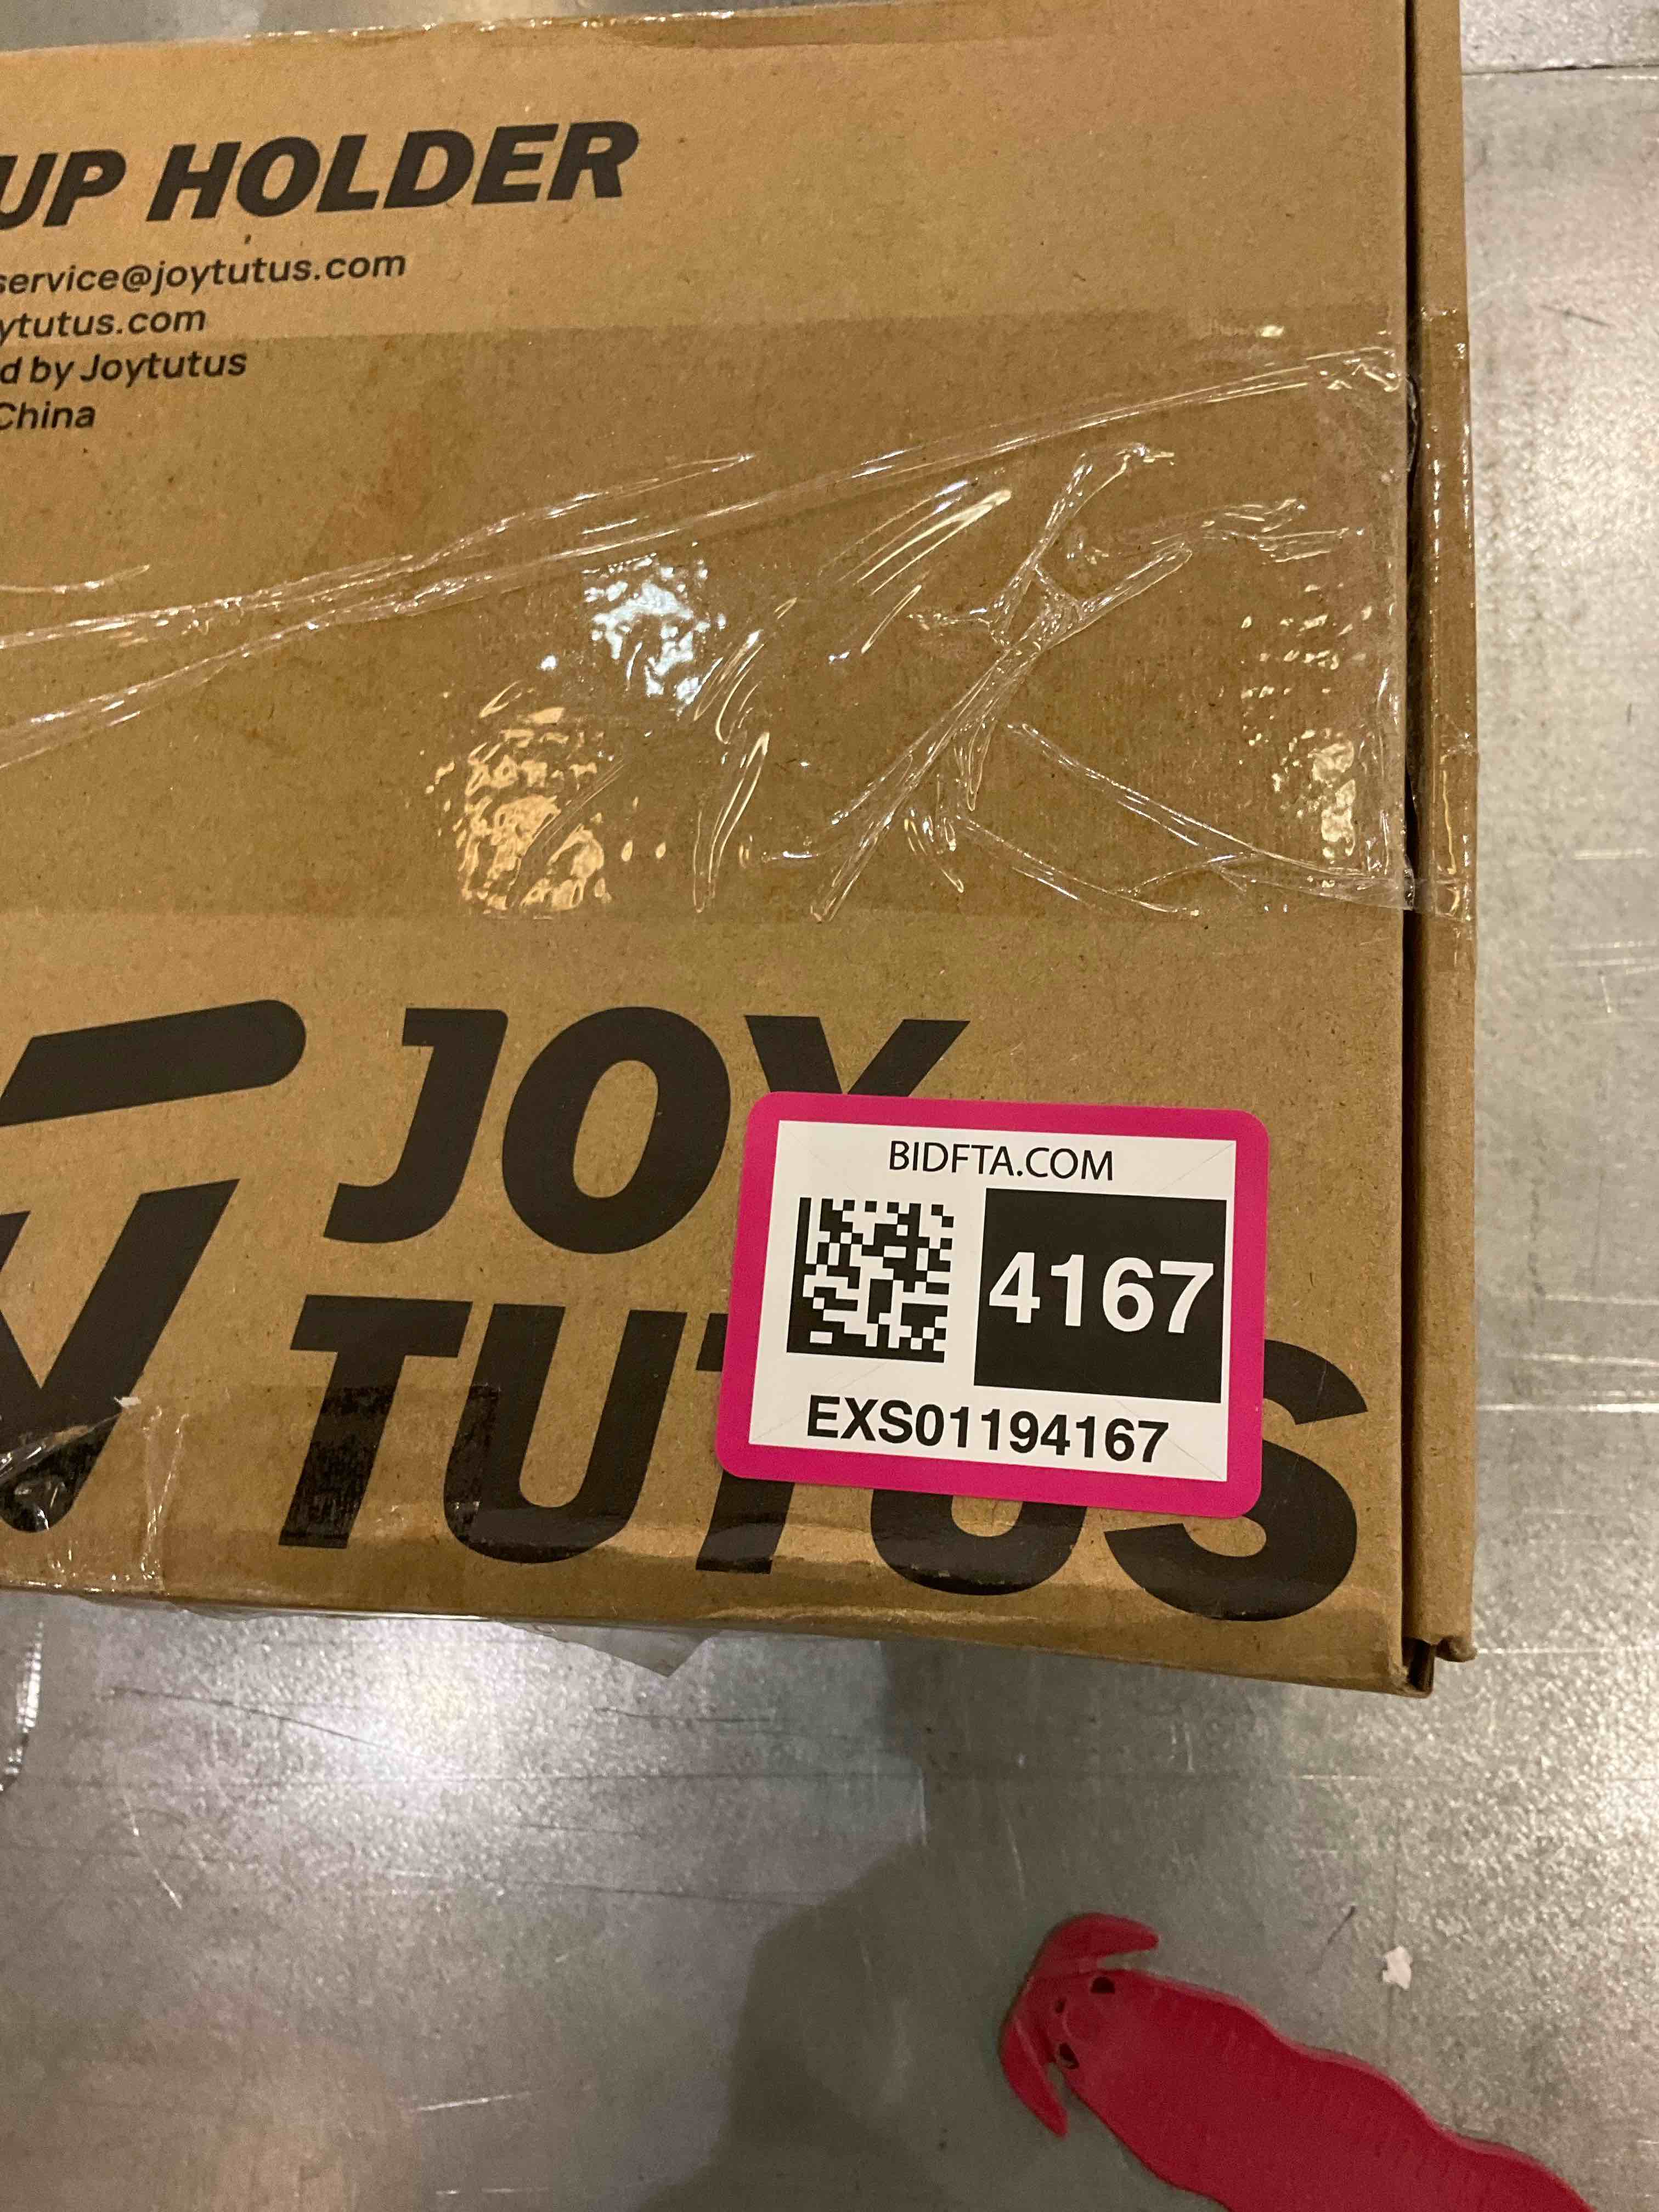 UP HOLDER
service@joytutus.com
ytutus.com
d by Joytutus
China
JOY
TUTUS
BIDFTA.COM
4167
EXS01194167